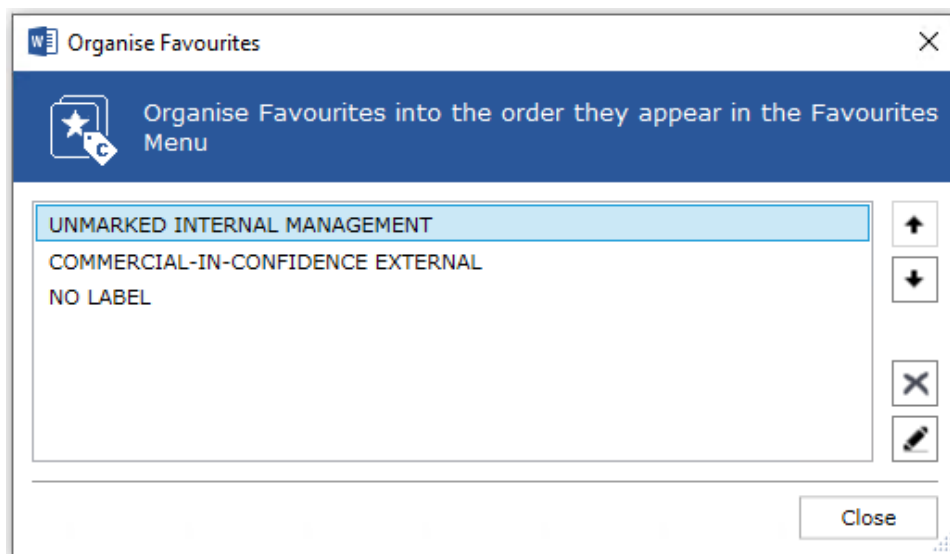 Organise Favourites
Organise Favourites into the order they appear in the Favourites
Menu
UNMARKED INTERNAL MANAGEMENT
COMMERCIAL-IN-CONFIDENCE EXTERNAL
NO LABEL
Close